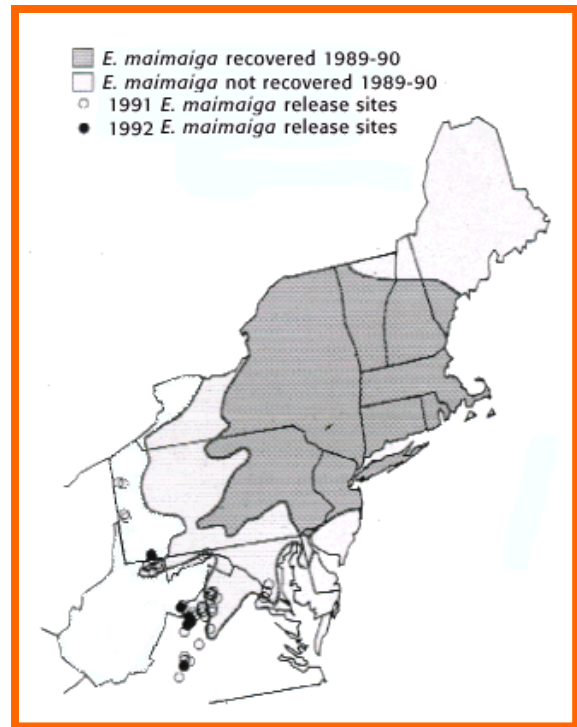 E. maimaiga recovered 1989-90
E. maimaiga not recovered 1989-90
1991 E. maimaiga release sites
1992 E. maimaiga release sites